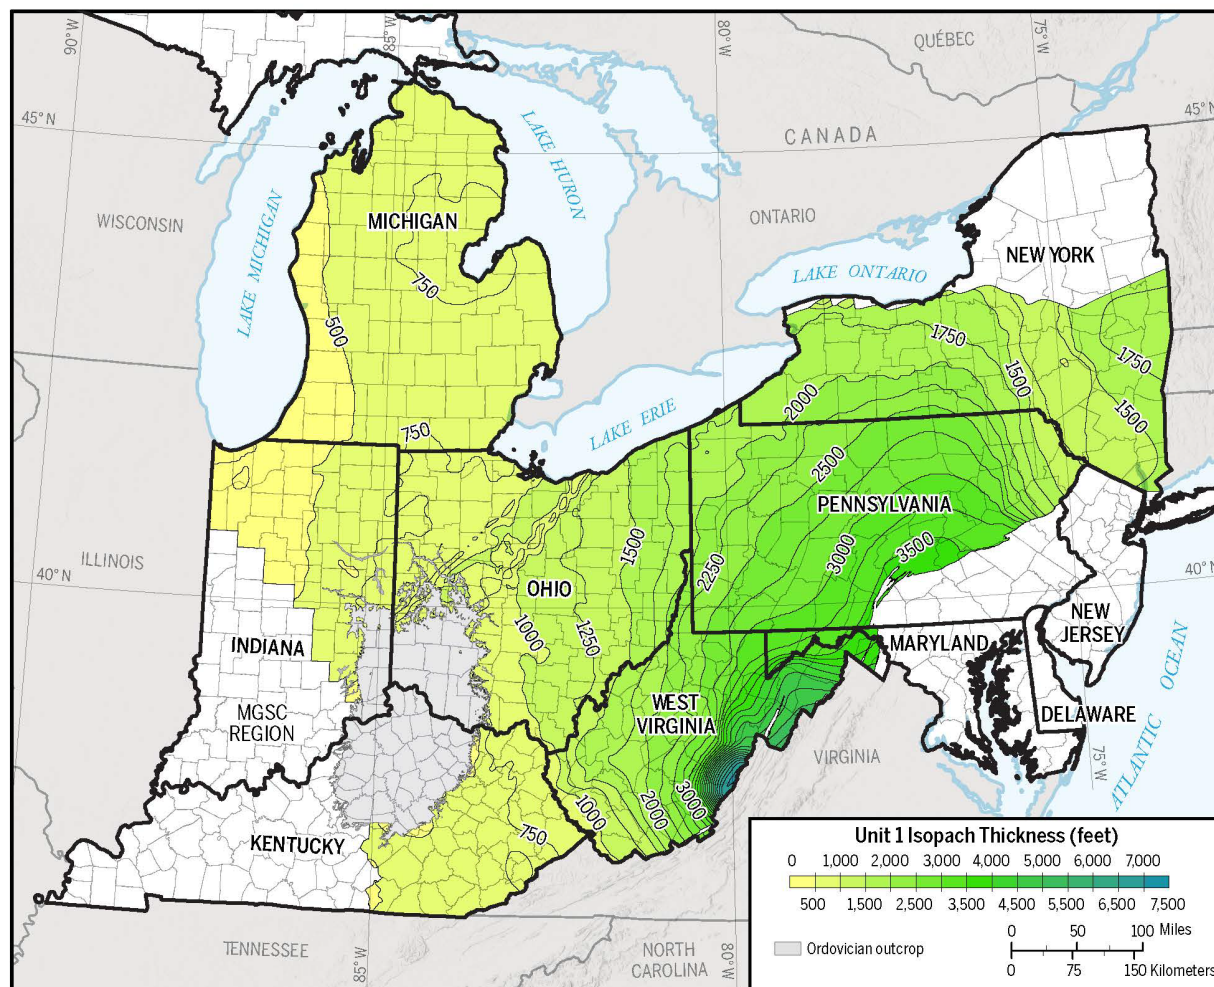 90° W
85° W
80° W
75° W
QUÉBEC
45° N
45° N
CANADA
LAKE HURON
WISCONSIN
LAKE MICHIGAN
MICHIGAN
ONTARIO
NEW YORK
LAKE ONTARIO
750
500
1750
1750
1500
2000
1500
LAKE ERIE
750
2500
PENNSYLVANIA
ILLINOIS
1500
3500
3000
2250
40° N
40° N
OHIO
1000
1250
NEW
JERSEY
MARYLAND
INDIANA
WEST
VIRGINIA
MGSC
REGION
DELAWARE
ATLANTIC OCEAN
VIRGINIA
75° W
1000
2000
3000
750
KENTUCKY
TENNESSEE
85° W
NORTH
CAROLINA
80° W
Unit 1 Isopach Thickness (feet)
0 1,000 2,000 3,000 4,000 5,000 6,000 7,000
500 1,500 2,500 3,500 4,500 5,500 6,500 7,500
Ordovician outcrop
0 50 100 Miles
0 75 150 Kilometers